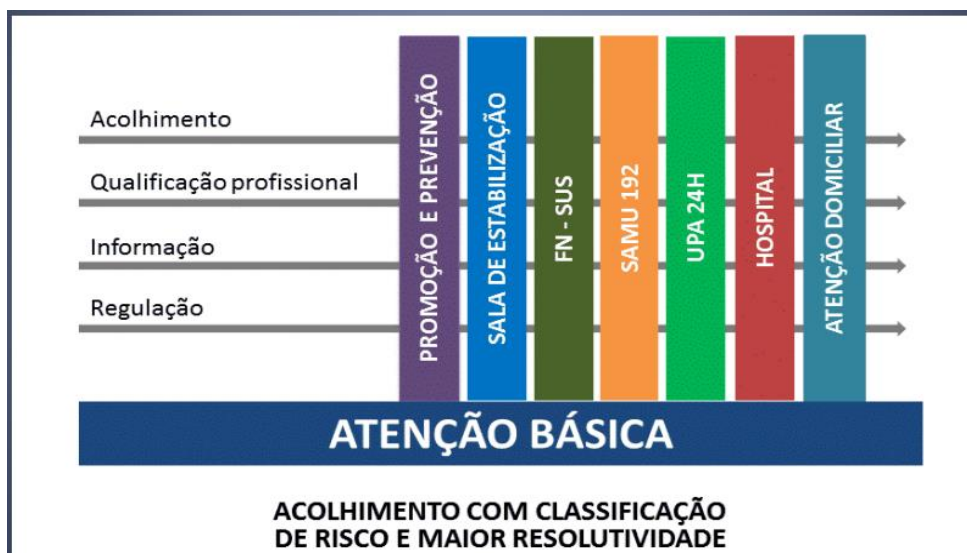 Acolhimento
Qualificação profissional
Informação
Regulação
PROMOÇÃO E PREVENÇÃO
SALA DE ESTABILIZAÇÃO
FN - SUS
SAMU 192
UPA 24H
HOSPITAL
ATENÇÃO DOMICILIAR
ATENÇÃO BÁSICA
ACOLHIMENTO COM CLASSIFICAÇÃO
DE RISCO E MAIOR RESOLUTIVIDADE